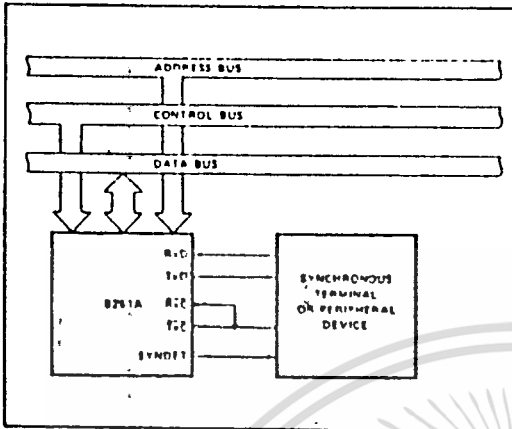 ADDRESS BUS
CONTROL BUS
DATA BUS
RxD
TxD
8251A
RxC
TxC
SYNDET
SYNCHRONOUS
TERMINAL
OR PERIPHERAL
DEVICE